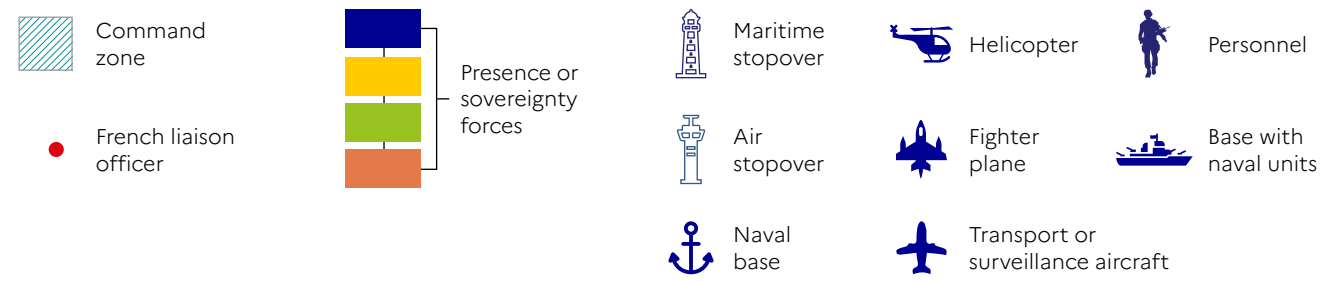 Command
zone
French liaison
officer
Presence or
sovereignty
forces
Maritime
stopover
Air
stopover
Naval
base
Helicopter
Fighter
plane
Transport or
surveillance aircraft
Personnel
Base with
naval units